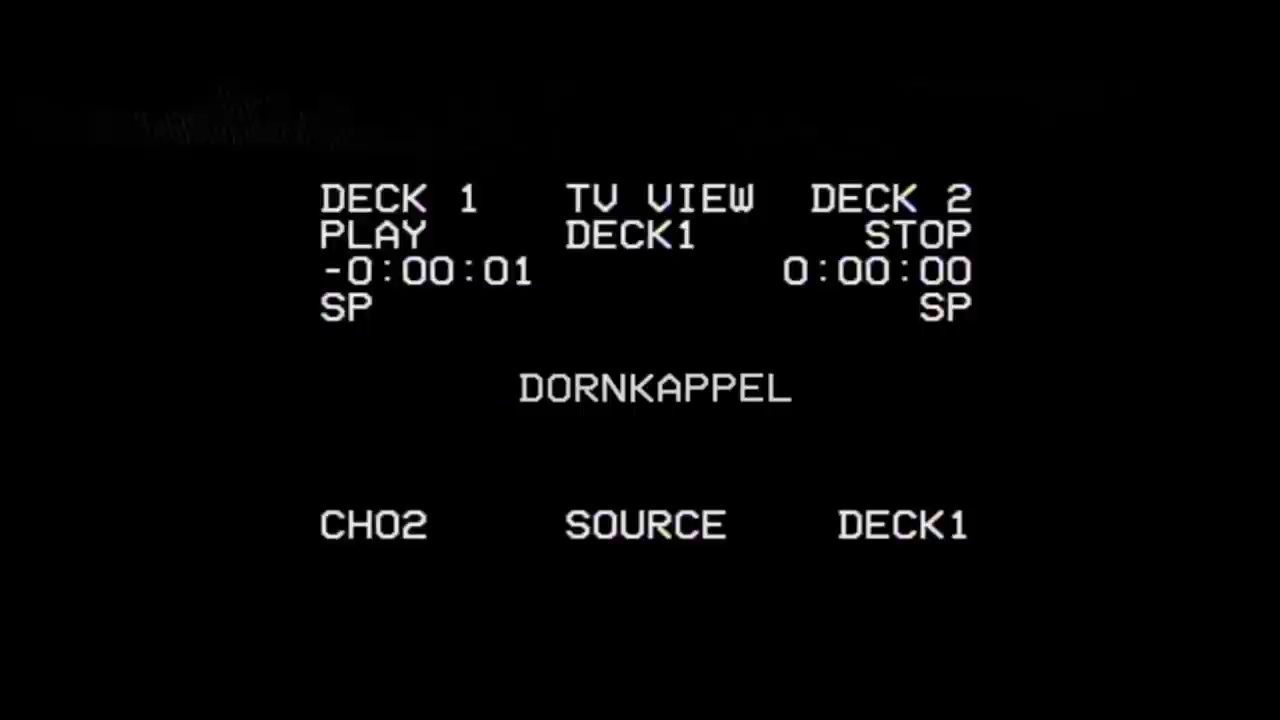 DECK 1 TV VIEW DECK 2
PLAY DECK1 STOP
-0:00:01 0:00:00
SP SP
DORNKAPPEL
CH02 SOURCE DECK1